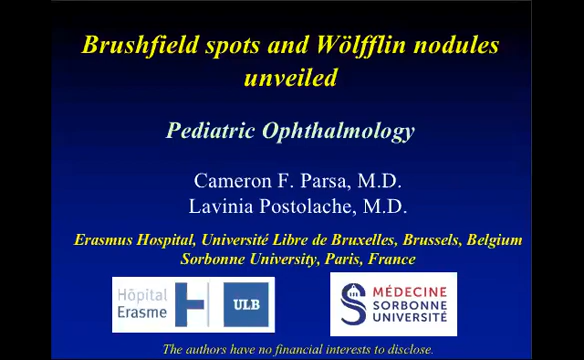 Brushfield spots and Wölfflin nodules
unveiled
Pediatric Ophthalmology
Cameron F. Parsa, M.D.
Lavinia Postolache, M.D.
Erasmus Hospital, Université Libre de Bruxelles, Brussels, Belgium
Sorbonne University, Paris, France
Hôpital
Erasme
ULB
MÉDECINE
SORBONNE
UNIVERSITÉ
The authors have no financial interests to disclose.